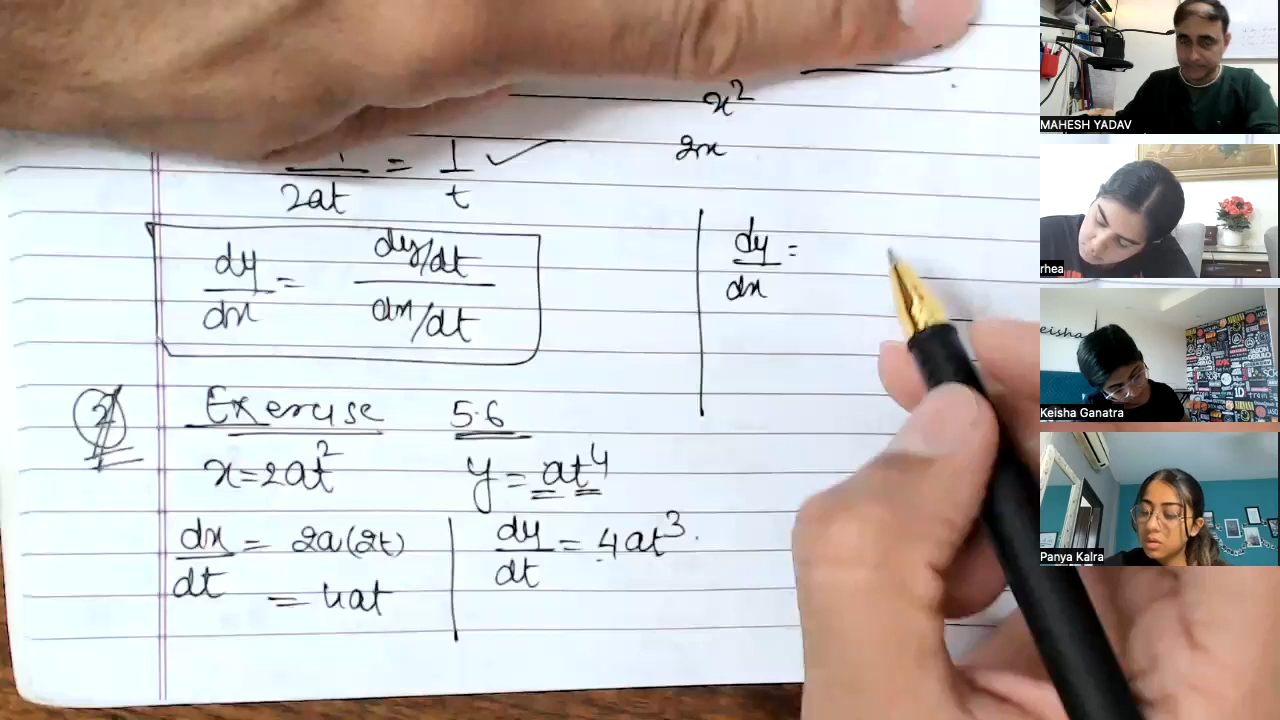 x²
2x
= 1/t ✓
2at
dy/dx = (dy/dt)/(dx/dt)
dy/dx =
2 Exercise 5.6
x=2at² y = at⁴
dx/dt = 2a(2t) dy/dt = 4at³.
= 4at
MAHESH YADAV
rhea
Keisha Ganatra
Panya Kalra